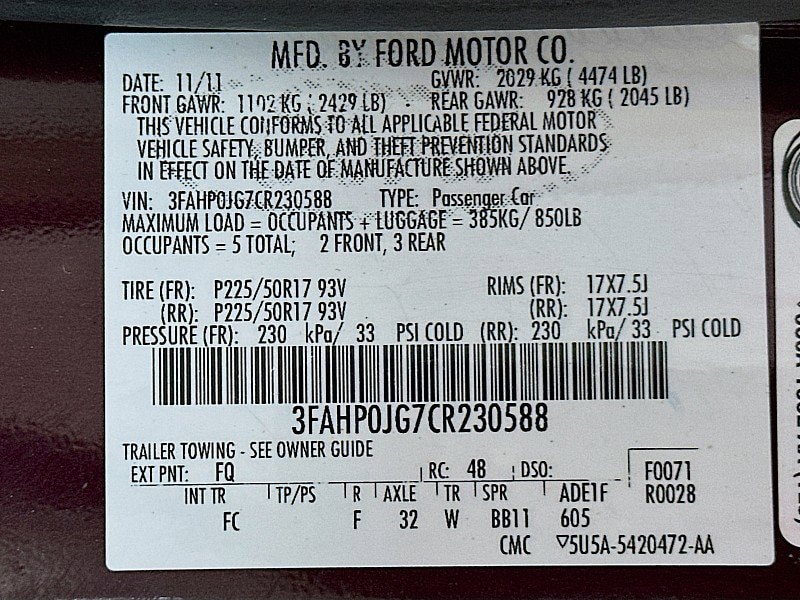 MFD. BY FORD MOTOR CO.
DATE: 11/11 GVWR: 2029 KG ( 4474 LB)
FRONT GAWR: 1102 KG ( 2429 LB) - REAR GAWR: 928 KG ( 2045 LB)
THIS VEHICLE CONFORMS TO ALL APPLICABLE FEDERAL MOTOR
VEHICLE SAFETY, BUMPER, AND THEFT PREVENTION STANDARDS
IN EFFECT ON THE DATE OF MANUFACTURE SHOWN ABOVE.
VIN: 3FAHP0JG7CR230588 TYPE: Passenger Car
MAXIMUM LOAD = OCCUPANTS + LUGGAGE = 385KG/ 850LB
OCCUPANTS = 5 TOTAL; 2 FRONT, 3 REAR
TIRE (FR): P225/50R17 93V RIMS (FR): 17X7.5J
(RR): P225/50R17 93V (RR): 17X7.5J
PRESSURE (FR): 230 kPa/ 33 PSI COLD (RR): 230 kPa/ 33 PSI COLD
3FAHP0JG7CR230588
TRAILER TOWING - SEE OWNER GUIDE
EXT PNT: FQ RC: 48 DSO: F0071
INT TR TP/PS R AXLE TR SPR ADE1F R0028
FC F 32 W BB11 605
CMC ▽5U5A-5420472-AA